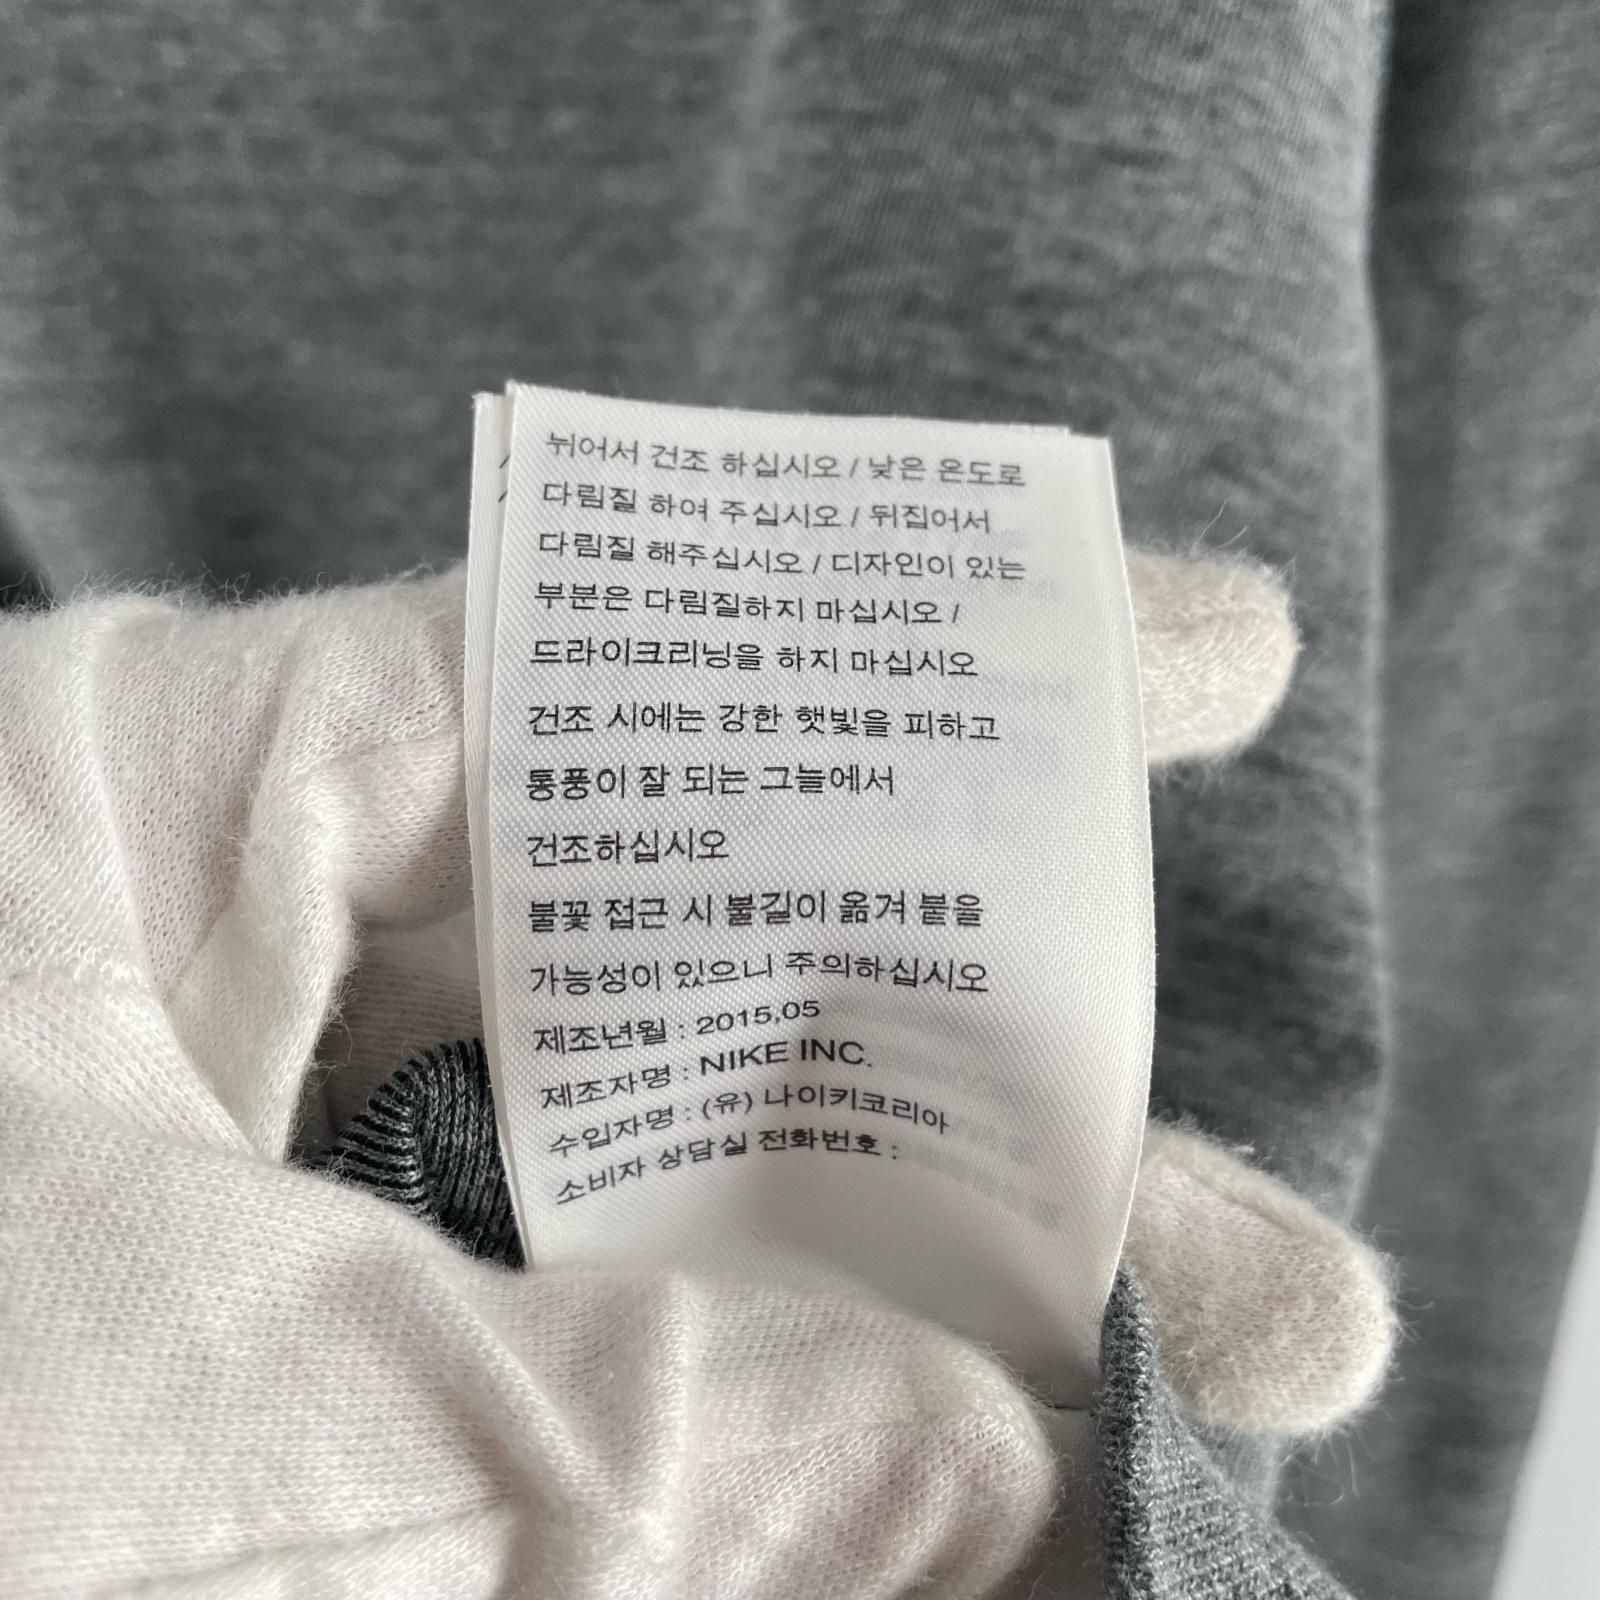 뉘어서 건조 하십시오 / 낮은 온도로
다림질 하여 주십시오 / 뒤집어서
다림질 해주십시오 / 디자인이 있는
부분은 다림질하지 마십시오 /
드라이크리닝을 하지 마십시오
건조 시에는 강한 햇빛을 피하고
통풍이 잘 되는 그늘에서
건조하십시오
불꽃 접근 시 불길이 옮겨 붙을
가능성이 있으니 주의하십시오
제조년월 : 2015.05
제조자명 : NIKE INC.
수입자명 : (유) 나이키코리아
소비자 상담실 전화번호 :